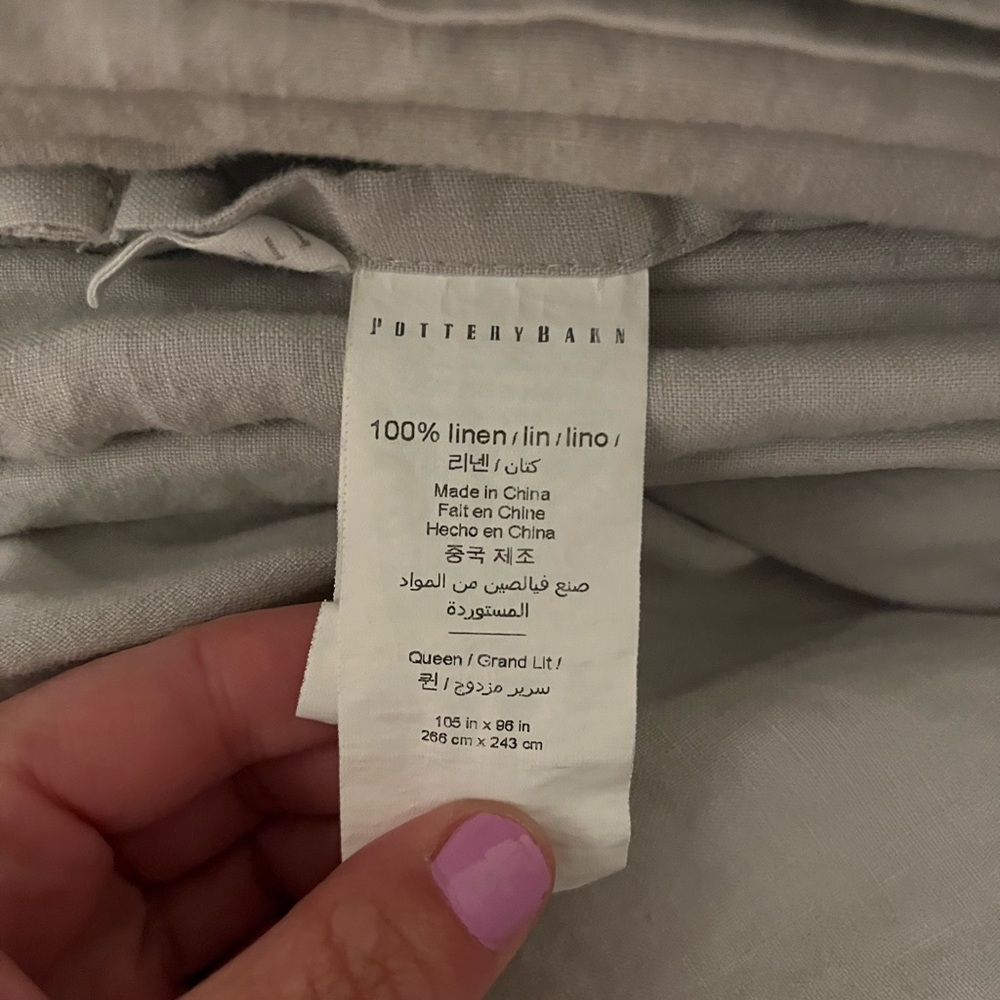 POTTERYBARN
100% linen / lin / lino /
리넨 / كتان
Made in China
Fait en Chine
Hecho en China
중국 제조
صنع فيالصين من المواد
المستوردة
Queen / Grand Lit /
퀸 / سرير مزدوج
105 in x 96 in
266 cm x 243 cm